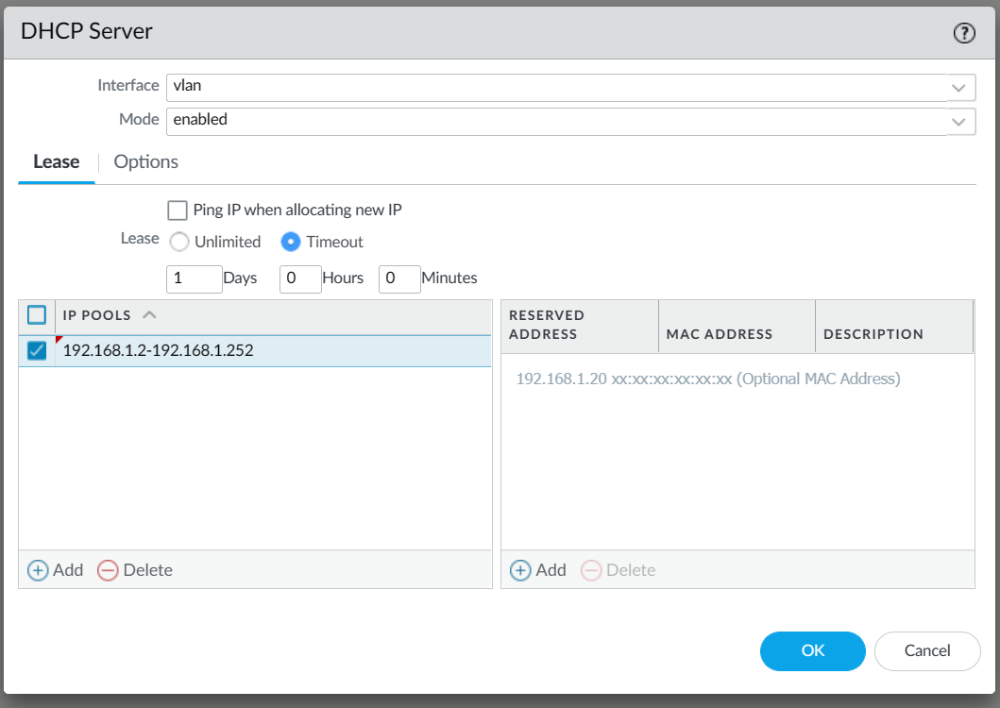 DHCP Server
?
Interface vlan
Mode enabled
Lease Options
Ping IP when allocating new IP
Lease Unlimited Timeout
1 Days 0 Hours 0 Minutes
IP POOLS
192.168.1.2-192.168.1.252
RESERVED ADDRESS MAC ADDRESS DESCRIPTION
192.168.1.20 xx:xx:xx:xx:xx:xx (Optional MAC Address)
Add Delete
Add Delete
OK Cancel